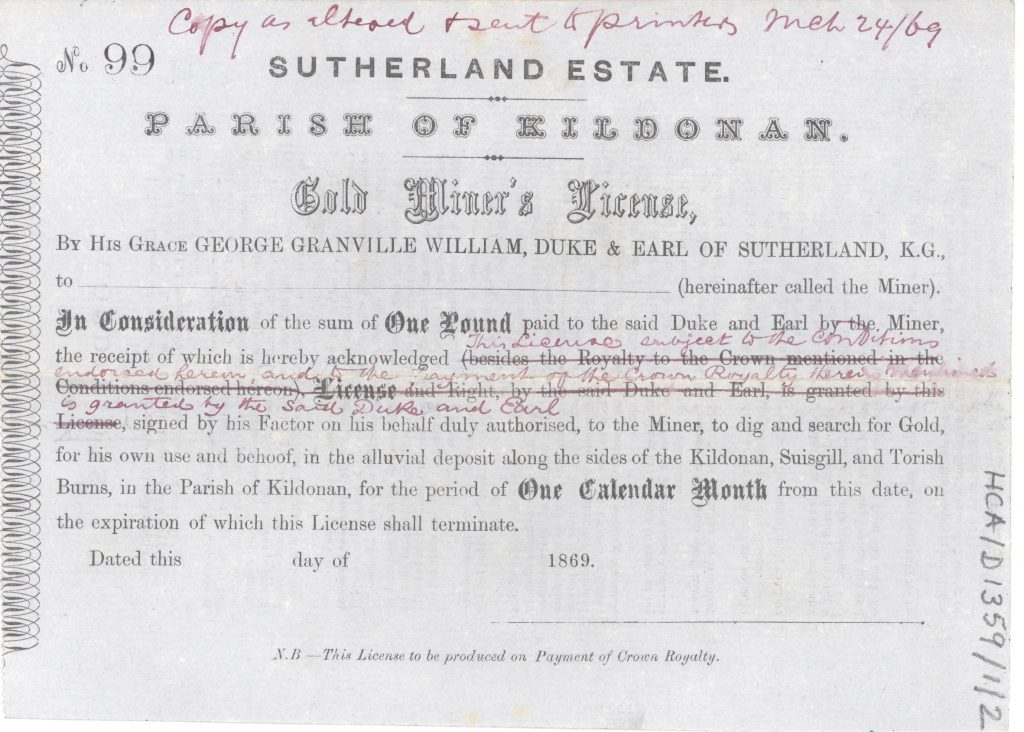 Copy as altered & sent to printers Mch 24/69
No. 99
SUTHERLAND ESTATE.
PARISH OF KILDONAN.
Gold Miner's License,
BY HIS GRACE GEORGE GRANVILLE WILLIAM, DUKE & EARL OF SUTHERLAND, K.G.,
to (hereinafter called the Miner).
In Consideration of the sum of One Pound paid to the said Duke and Earl by the Miner,
This License subject to the Conditions
the receipt of which is hereby acknowledged (besides the Royalty to the Crown mentioned in the
endorsed hereon and to the payment of the Crown Royalty therein mentioned
Conditions endorsed hereon), License and Right, by the said Duke and Earl, is granted by this
is granted by the said Duke and Earl
License, signed by his Factor on his behalf duly authorised, to the Miner, to dig and search for Gold,
for his own use and behoof, in the alluvial deposit along the sides of the Kildonan, Suisgill, and Torish
Burns, in the Parish of Kildonan, for the period of One Calendar Month from this date, on
the expiration of which this License shall terminate.
Dated this day of 1869.
N.B —This License to be produced on Payment of Crown Royalty.
HCA/D1359/1/2